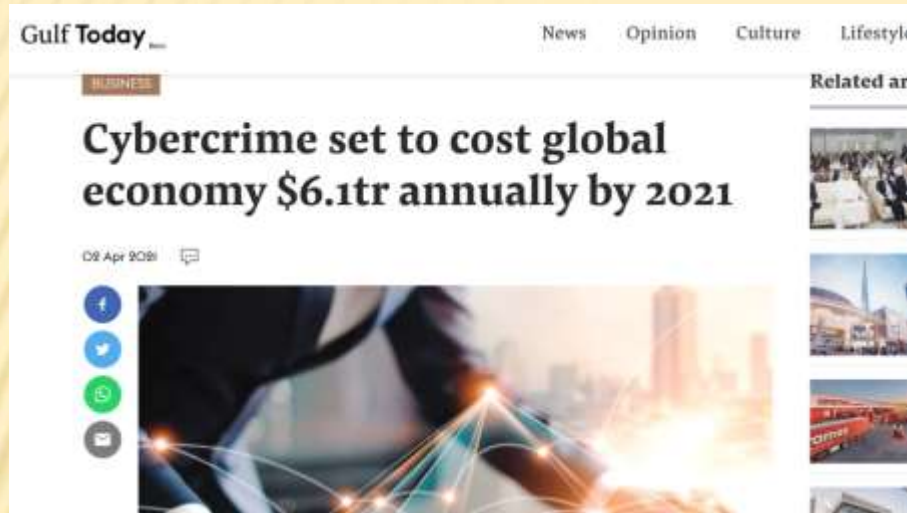 Gulf Today
News Opinion Culture Lifestyle
BUSINESS
Related ar
Cybercrime set to cost global
economy $6.1tr annually by 2021
02 Apr 2021